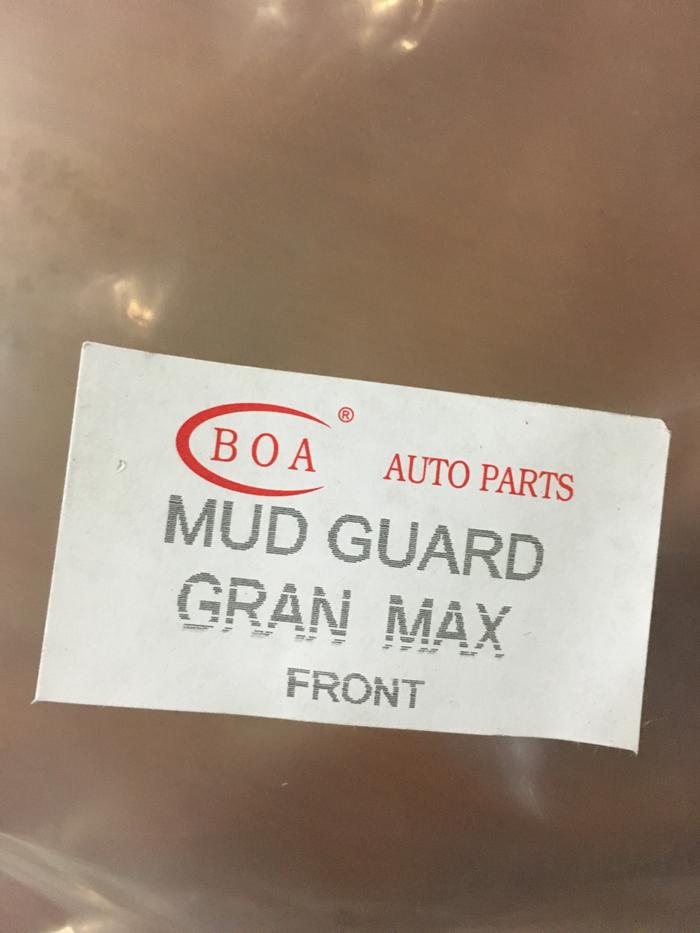 BOA ® AUTO PARTS
MUD GUARD
GRAN MAX
FRONT